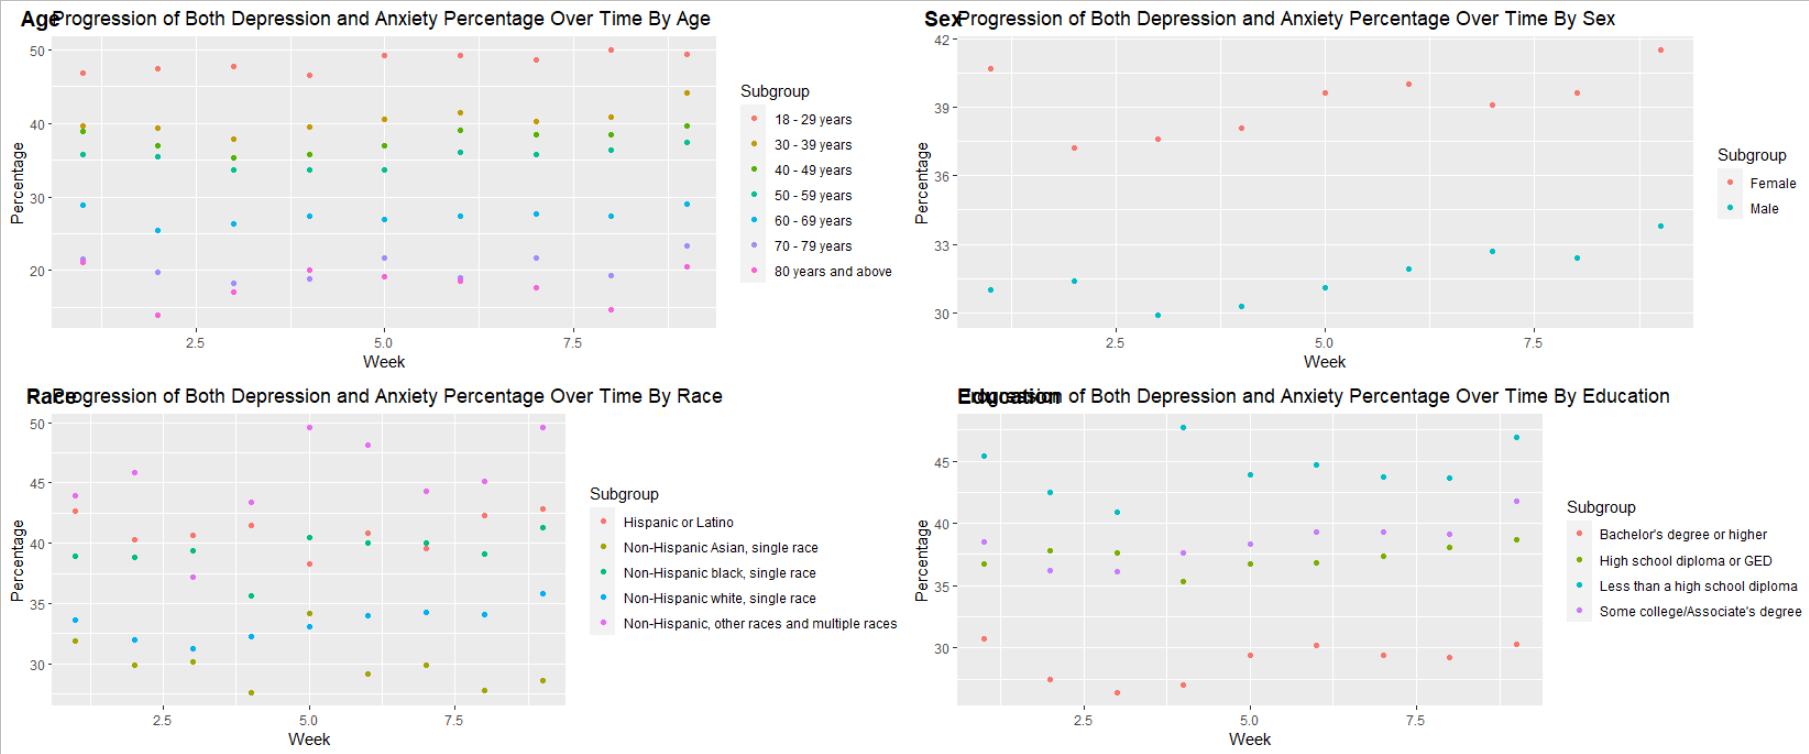 Age Progression of Both Depression and Anxiety Percentage Over Time By Age
50
40
30
20
Percentage
2.5 5.0 7.5
Week
Subgroup
18 - 29 years
30 - 39 years
40 - 49 years
50 - 59 years
60 - 69 years
70 - 79 years
80 years and above
Sex Progression of Both Depression and Anxiety Percentage Over Time By Sex
42
39
36
33
30
Percentage
2.5 5.0 7.5
Week
Subgroup
Female
Male
Race Progression of Both Depression and Anxiety Percentage Over Time By Race
50
45
40
35
30
Percentage
2.5 5.0 7.5
Week
Subgroup
Hispanic or Latino
Non-Hispanic Asian, single race
Non-Hispanic black, single race
Non-Hispanic white, single race
Non-Hispanic, other races and multiple races
Education Progression of Both Depression and Anxiety Percentage Over Time By Education
45
40
35
30
Percentage
2.5 5.0 7.5
Week
Subgroup
Bachelor's degree or higher
High school diploma or GED
Less than a high school diploma
Some college/Associate's degree